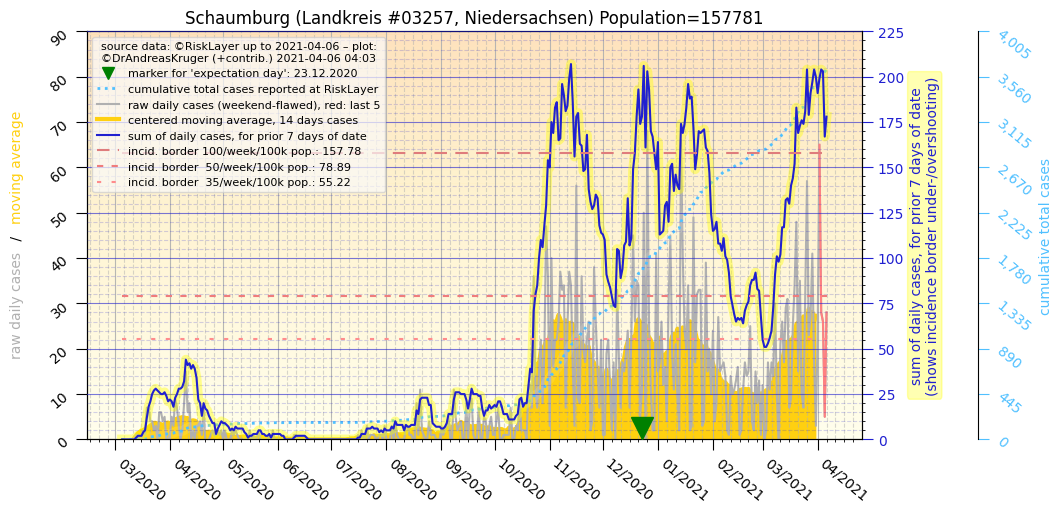 Schaumburg (Landkreis #03257, Niedersachsen) Population=157781
source data: ©RiskLayer up to 2021-04-06 – plot:
©DrAndreasKruger (+contrib.) 2021-04-06 04:03
marker for 'expectation day': 23.12.2020
cumulative total cases reported at RiskLayer
raw daily cases (weekend-flawed), red: last 5
centered moving average, 14 days cases
sum of daily cases, for prior 7 days of date
incid. border 100/week/100k pop.: 157.78
incid. border  50/week/100k pop.: 78.89
incid. border  35/week/100k pop.: 55.22
raw daily cases / moving average
90
80
70
60
50
40
30
20
10
0
03/2020
04/2020
05/2020
06/2020
07/2020
08/2020
09/2020
10/2020
11/2020
12/2020
01/2021
02/2021
03/2021
04/2021
225
200
175
150
125
100
75
50
25
0
sum of daily cases, for prior 7 days of date
(shows incidence border under-/overshooting)
4,005
3,560
3,115
2,670
2,225
1,780
1,335
890
445
0
cumulative total cases